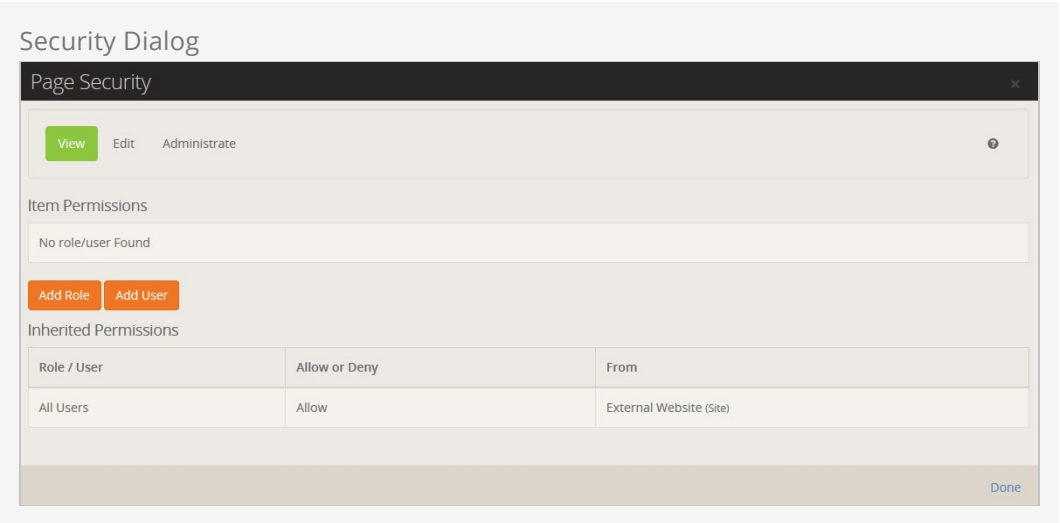 Security Dialog
Page Security ×
View Edit Administrate ?
Item Permissions
No role/user Found
Add Role Add User
Inherited Permissions
Role / User Allow or Deny From
All Users Allow External Website (Site)
Done